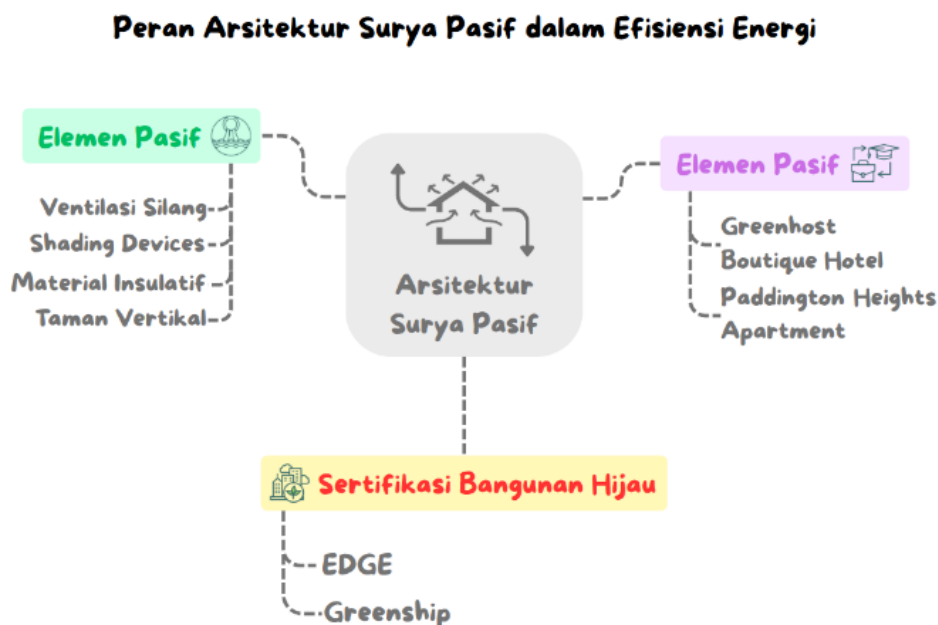 Peran Arsitektur Surya Pasif dalam Efisiensi Energi
Elemen Pasif
Ventilasi Silang
Shading Devices
Material Insulatif
Taman Vertikal
Arsitektur
Surya Pasif
Elemen Pasif
Greenhost
Boutique Hotel
Paddington Heights
Apartment
Sertifikasi Bangunan Hijau
EDGE
Greenship